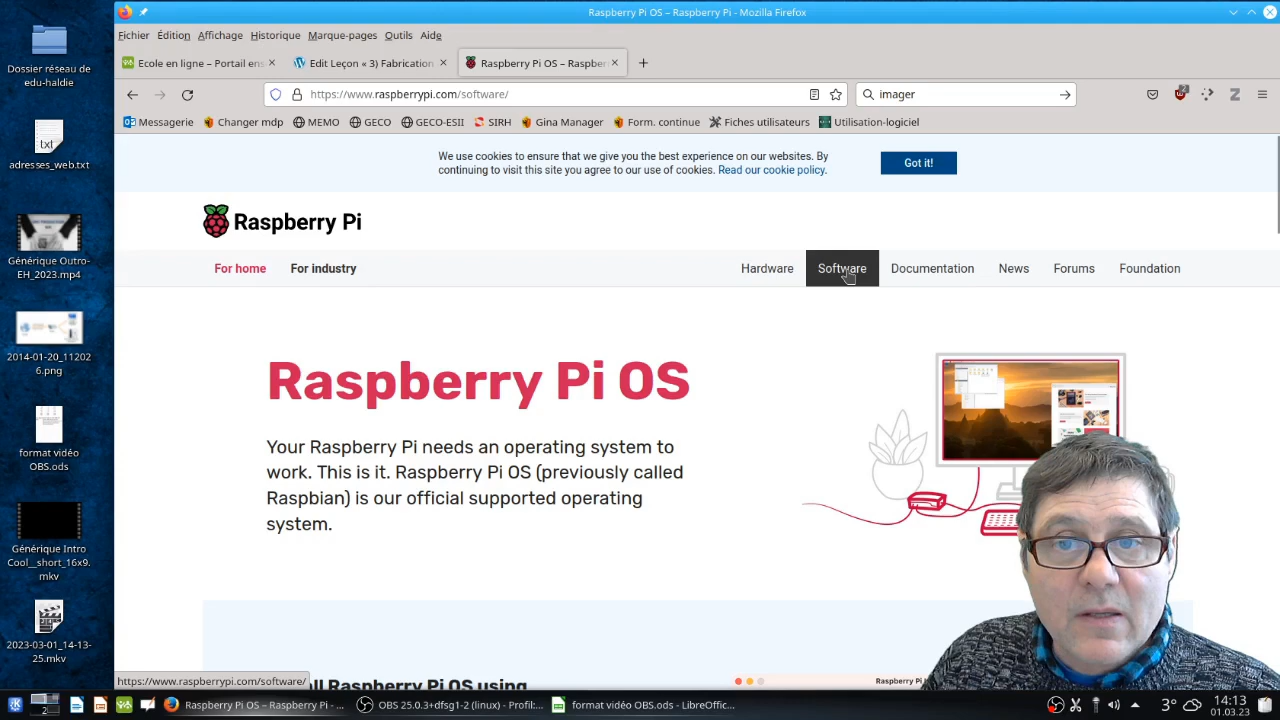 Raspberry Pi OS – Raspberry Pi - Mozilla Firefox
Fichier Édition Affichage Historique Marque-pages Outils Aide
Ecole en ligne – Portail ens
Edit Leçon « 3) Fabrication
Raspberry Pi OS – Raspber
https://www.raspberrypi.com/software/
imager
Messagerie Changer mdp MEMO GECO GECO-ESII SIRH Gina Manager Form. continue Fiches utilisateurs Utilisation-logiciel
We use cookies to ensure that we give you the best experience on our websites. By
continuing to visit this site you agree to our use of cookies. Read our cookie policy.
Got it!
Raspberry Pi
For home For industry Hardware Software Documentation News Forums Foundation
Raspberry Pi OS
Your Raspberry Pi needs an operating system to
work. This is it. Raspberry Pi OS (previously called
Raspbian) is our official supported operating
system.
all Raspberry Pi OS using
Raspberry Pi
https://www.raspberrypi.com/software/
Dossier réseau de
edu-haldie
txt
adresses_web.txt
Générique Outro-
EH_2023.mp4
2014-01-20_11202
6.png
format vidéo
OBS.ods
Générique Intro
Cool__short_16x9.
mkv
2023-03-01_14-13-
25.mkv
2
Raspberry Pi OS – Raspberry Pi - ...
OBS 25.0.3+dfsg1-2 (linux) - Profil:...
format vidéo OBS.ods - LibreOffic...
3°
14:13
01.03.23